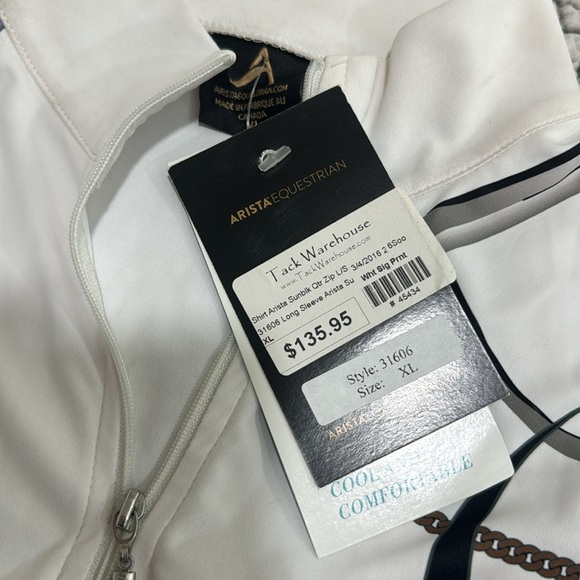 A
ARISTAEQUESTRIAN.COM
MADE IN/FABRIQUE AU
CANADA
ARISTAEQUESTRIAN
Tack Warehouse
www.TackWarehouse.com
Shirt Arista Sunblk Qtr Zip L/S 3/4/2016 2 6Soo
31606 Long Sleeve Arista Su Wht Big Prnt
XL
$135.95
# 45434
Style: 31606
Size: XL
ARISTA
COOL
COMFORTABLE